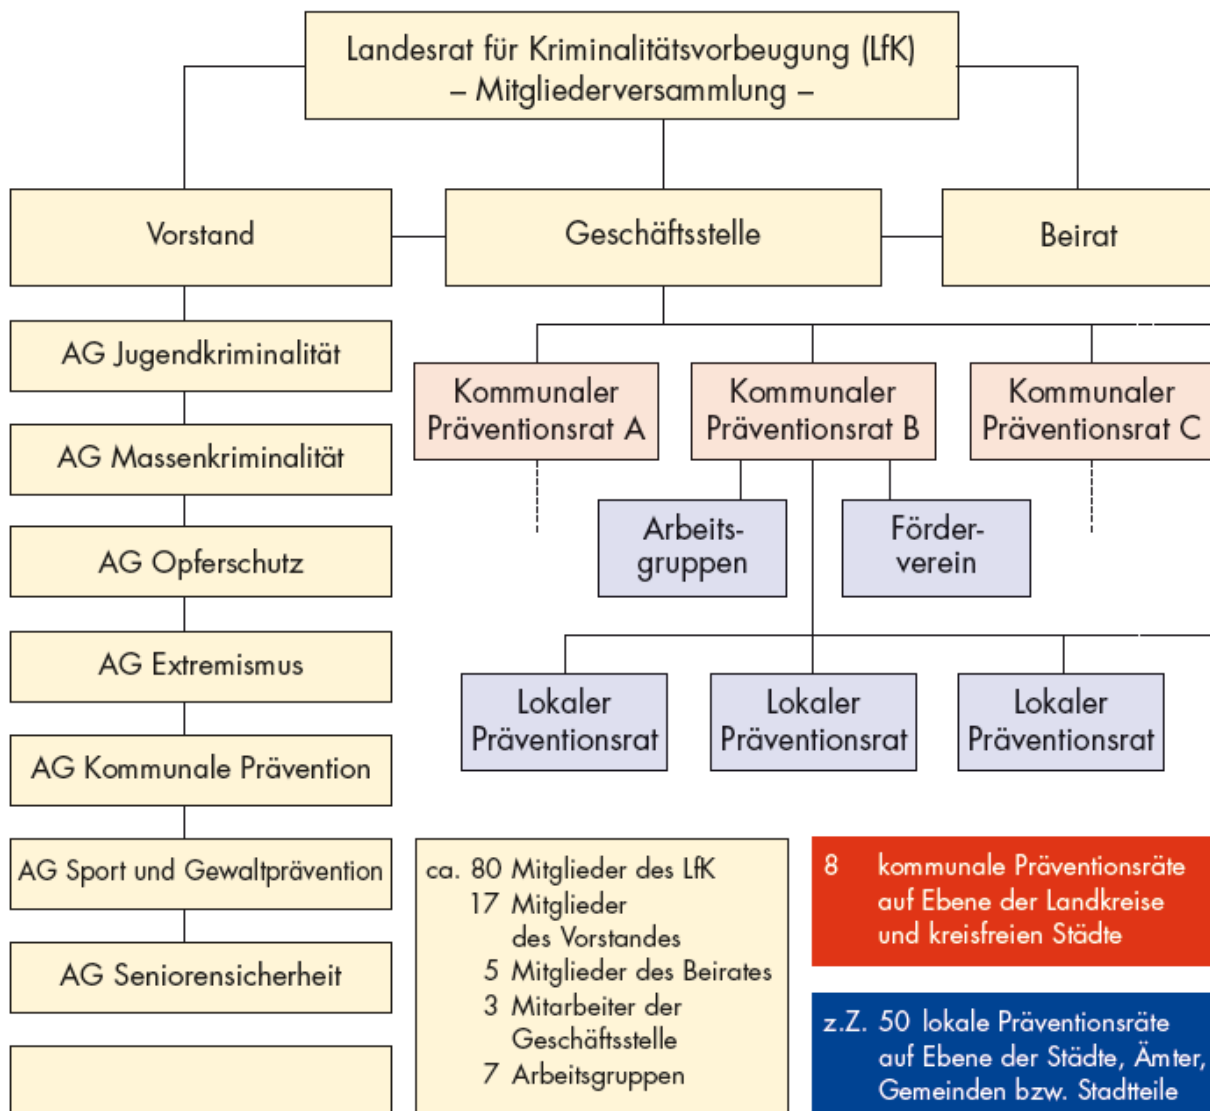 Landesrat für Kriminalitätsvorbeugung (LfK)
– Mitgliederversammlung –
Vorstand
Geschäftsstelle
Beirat
AG Jugendkriminalität
AG Massenkriminalität
AG Opferschutz
AG Extremismus
AG Kommunale Prävention
AG Sport und Gewaltprävention
AG Seniorensicherheit
Kommunaler
Präventionsrat A
Kommunaler
Präventionsrat B
Kommunaler
Präventionsrat C
Arbeits-
gruppen
Förder-
verein
Lokaler
Präventionsrat
Lokaler
Präventionsrat
Lokaler
Präventionsrat
ca. 80 Mitglieder des LfK
17 Mitglieder
des Vorstandes
5 Mitglieder des Beirates
3 Mitarbeiter der
Geschäftsstelle
7 Arbeitsgruppen
8 kommunale Präventionsräte
auf Ebene der Landkreise
und kreisfreien Städte
z.Z. 50 lokale Präventionsräte
auf Ebene der Städte, Ämter,
Gemeinden bzw. Stadtteile